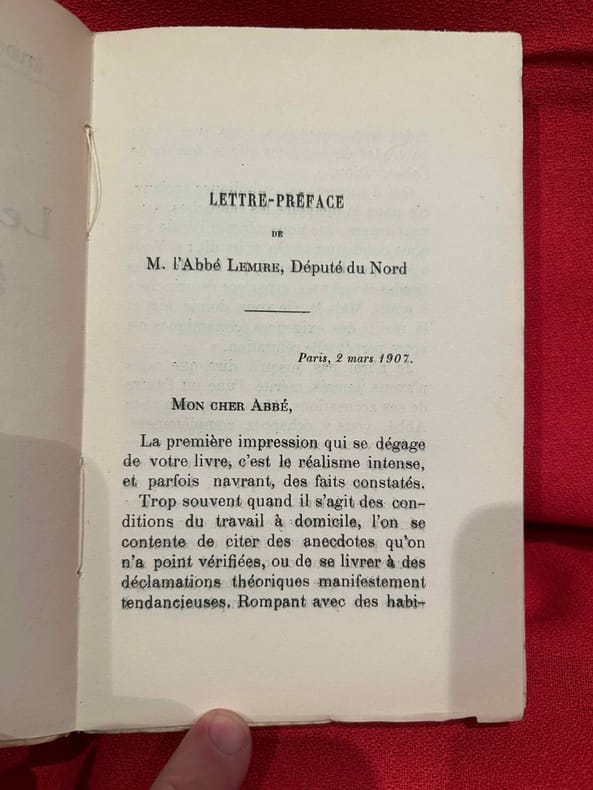 LETTRE-PRÉFACE
DE
M. l'Abbé LEMIRE, Député du Nord
Paris, 2 mars 1907.
MON CHER ABBÉ,
La première impression qui se dégage
de votre livre, c'est le réalisme intense,
et parfois navrant, des faits constatés.
Trop souvent quand il s'agit des con-
ditions du travail à domicile, l'on se
contente de citer des anecdotes qu'on
n'a point vérifiées, ou de se livrer à des
déclamations théoriques manifestement
tendancieuses. Rompant avec des habi-